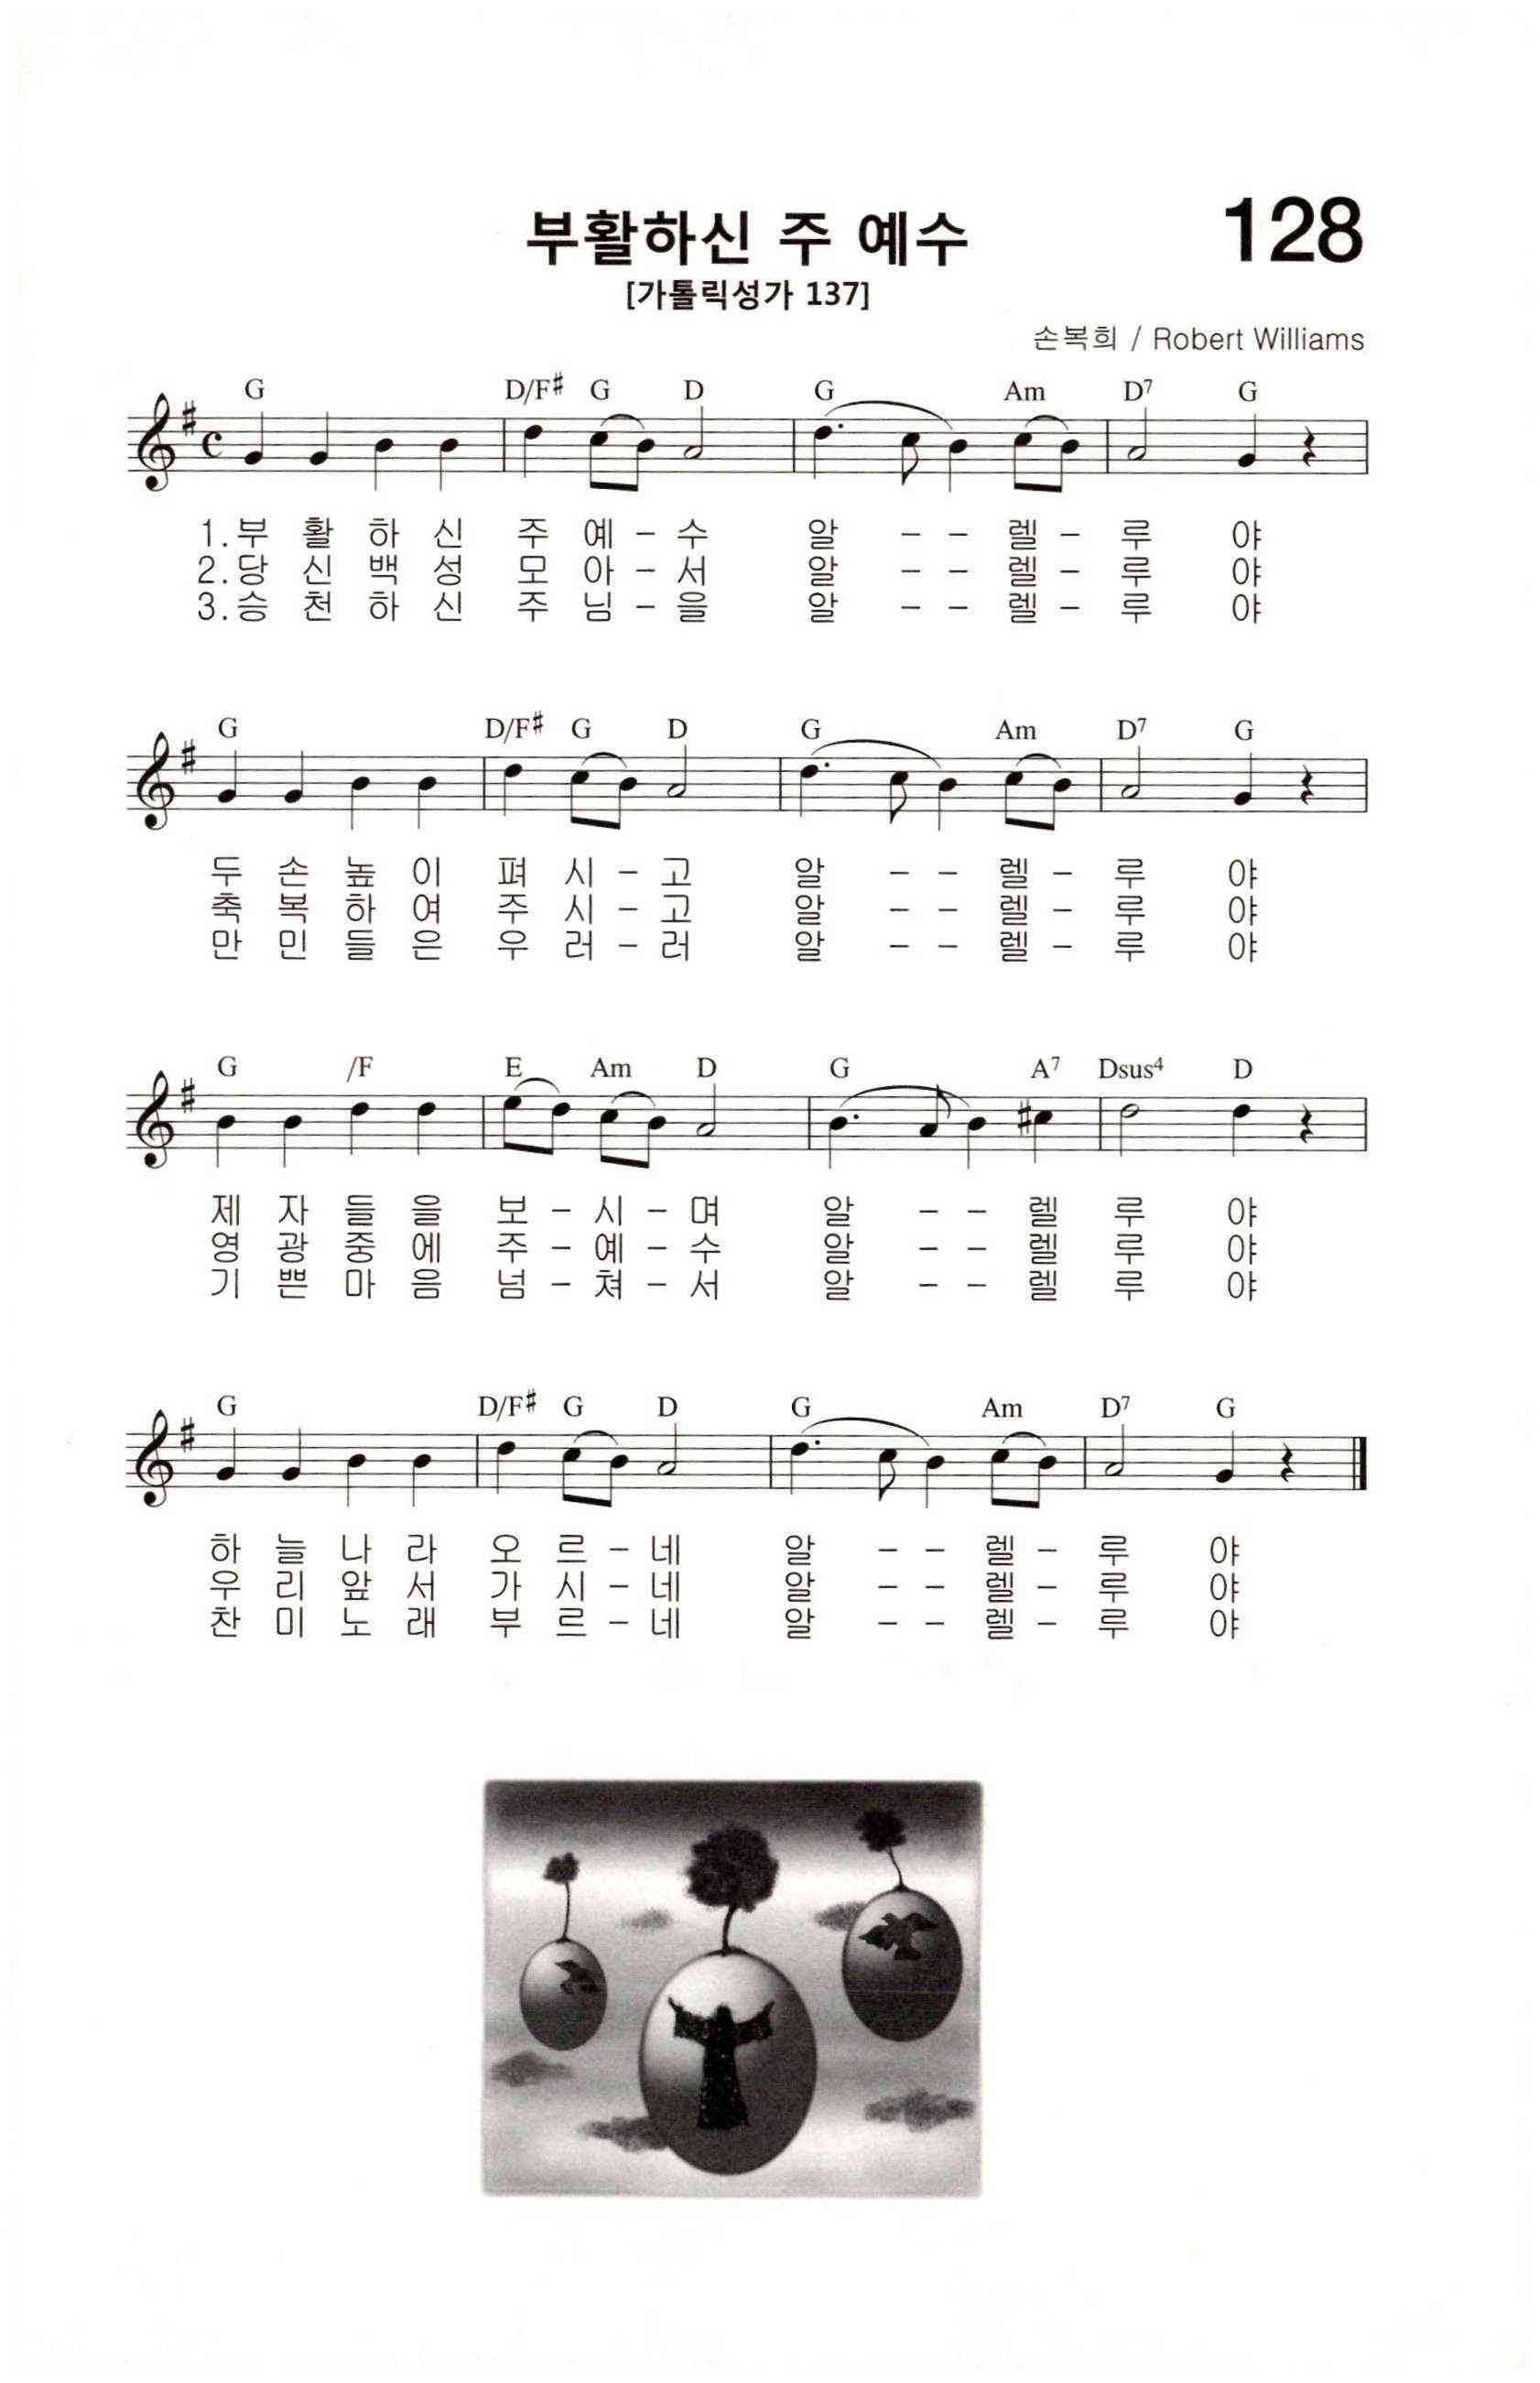 부활하신 주 예수
128
[가톨릭성가 137]
손복희 / Robert Williams
G D/F♯ G D G Am D7 G
1.부 활 하 신 주 예 - 수 알 - - 렐 - 루 야
2.당 신 백 성 모 아 - 서 알 - - 렐 - 루 야
3.승 천 하 신 주 님 - 을 알 - - 렐 - 루 야
G D/F♯ G D G Am D7 G
두 손 높 이 펴 시 - 고 알 - - 렐 - 루 야
축 복 하 여 주 시 - 고 알 - - 렐 - 루 야
만 민 들 은 우 러 - 러 알 - - 렐 - 루 야
G /F E Am D G A7 Dsus4 D
제 자 들 을 보 - 시 - 며 알 - - 렐 루 야
영 광 중 에 주 - 예 - 수 알 - - 렐 루 야
기 쁜 마 음 넘 - 쳐 - 서 알 - - 렐 루 야
G D/F♯ G D G Am D7 G
하 늘 나 라 오 르 - 네 알 - - 렐 - 루 야
우 리 앞 서 가 시 - 네 알 - - 렐 - 루 야
찬 미 노 래 부 르 - 네 알 - - 렐 - 루 야